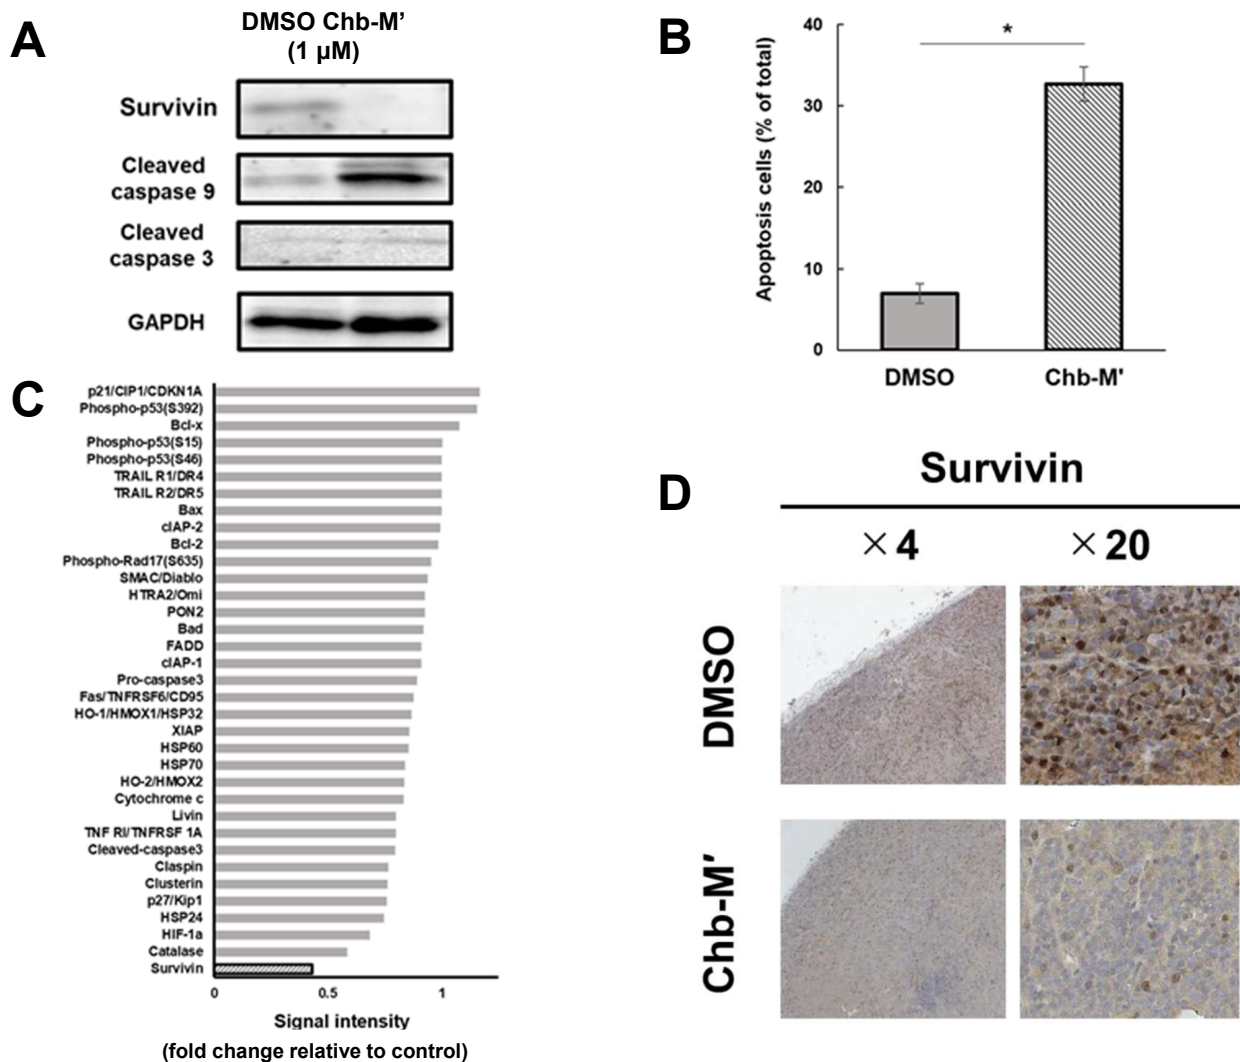 A
DMSO Chb-M′
(1 µM)
Survivin
Cleaved
caspase 9
Cleaved
caspase 3
GAPDH
B
Apoptosis cells (% of total)
40
30
20
10
0
*
DMSO
Chb-M'
C
p21/CIP1/CDKN1A
Phospho-p53(S392)
Bcl-x
Phospho-p53(S15)
Phospho-p53(S46)
TRAIL R1/DR4
TRAIL R2/DR5
Bax
cIAP-2
Bcl-2
Phospho-Rad17(S635)
SMAC/Diablo
HTRA2/Omi
PON2
Bad
FADD
cIAP-1
Pro-caspase3
Fas/TNFRSF6/CD95
HO-1/HMOX1/HSP32
XIAP
HSP60
HSP70
HO-2/HMOX2
Cytochrome c
Livin
TNF RI/TNFRSF 1A
Cleaved-caspase3
Claspin
Clusterin
p27/Kip1
HSP24
HIF-1a
Catalase
Survivin
0
0.5
1
Signal intensity
(fold change relative to control)
D
Survivin
×4
×20
DMSO
Chb-M′